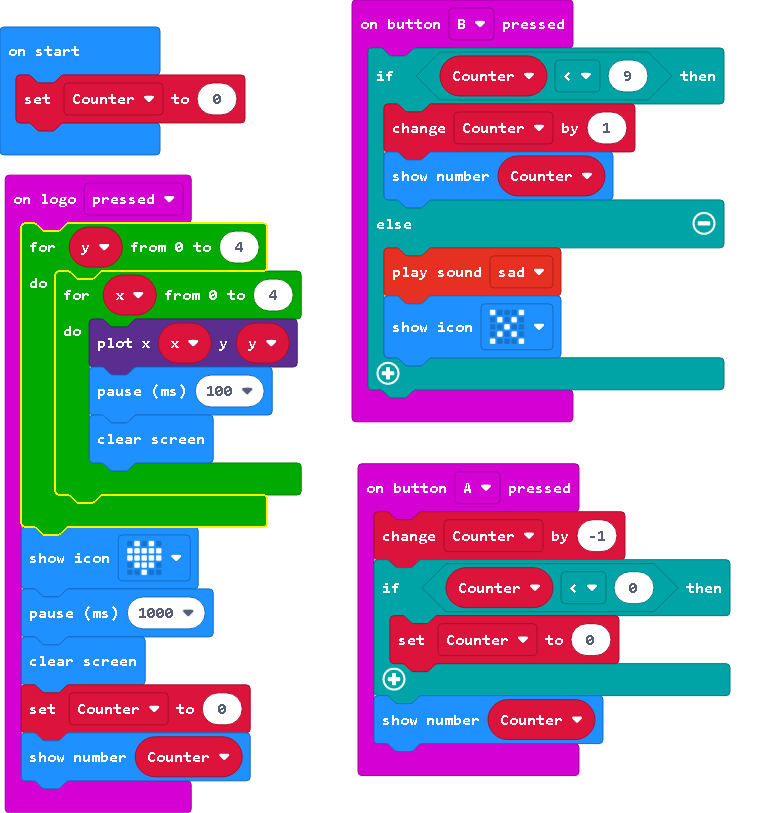 on start
set Counter to 0
on logo pressed
for y from 0 to 4
do
for x from 0 to 4
do
plot x x y y
pause (ms) 100
clear screen
show icon
pause (ms) 1000
clear screen
set Counter to 0
show number Counter
on button B pressed
if Counter < 9 then
change Counter by 1
show number Counter
else
play sound sad
show icon
on button A pressed
change Counter by -1
if Counter < 0 then
set Counter to 0
show number Counter